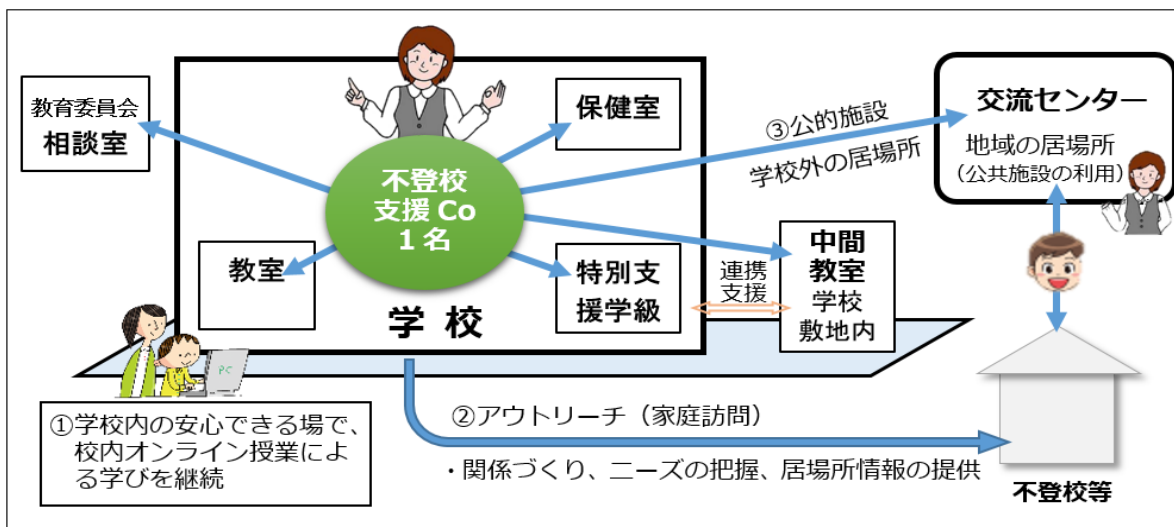 教育委員会
相談室
不登校
支援 Co
1 名
保健室
教室
特別支
援学級
学 校
③公的施設
学校外の居場所
交流センター
地域の居場所
（公共施設の利用）
連携
支援
中間
教室
学校
敷地内
PC
①学校内の安心できる場で、
校内オンライン授業によ
る学びを継続
②アウトリーチ（家庭訪問）
・関係づくり、ニーズの把握、居場所情報の提供
不登校等